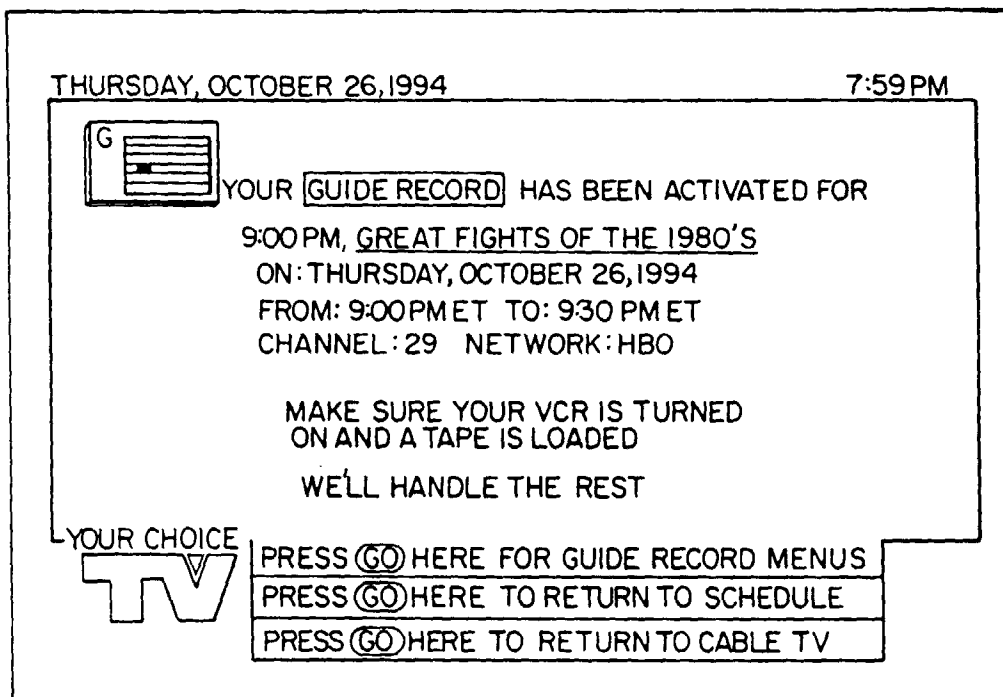 THURSDAY, OCTOBER 26,1994 7:59 PM
G
YOUR GUIDE RECORD HAS BEEN ACTIVATED FOR
9:00 PM, GREAT FIGHTS OF THE 1980'S
ON: THURSDAY, OCTOBER 26,1994
FROM: 9:00 PM ET TO: 9:30 PM ET
CHANNEL: 29 NETWORK: HBO
MAKE SURE YOUR VCR IS TURNED
ON AND A TAPE IS LOADED
WE'LL HANDLE THE REST
YOUR CHOICE
TV
PRESS GO HERE FOR GUIDE RECORD MENUS
PRESS GO HERE TO RETURN TO SCHEDULE
PRESS GO HERE TO RETURN TO CABLE TV